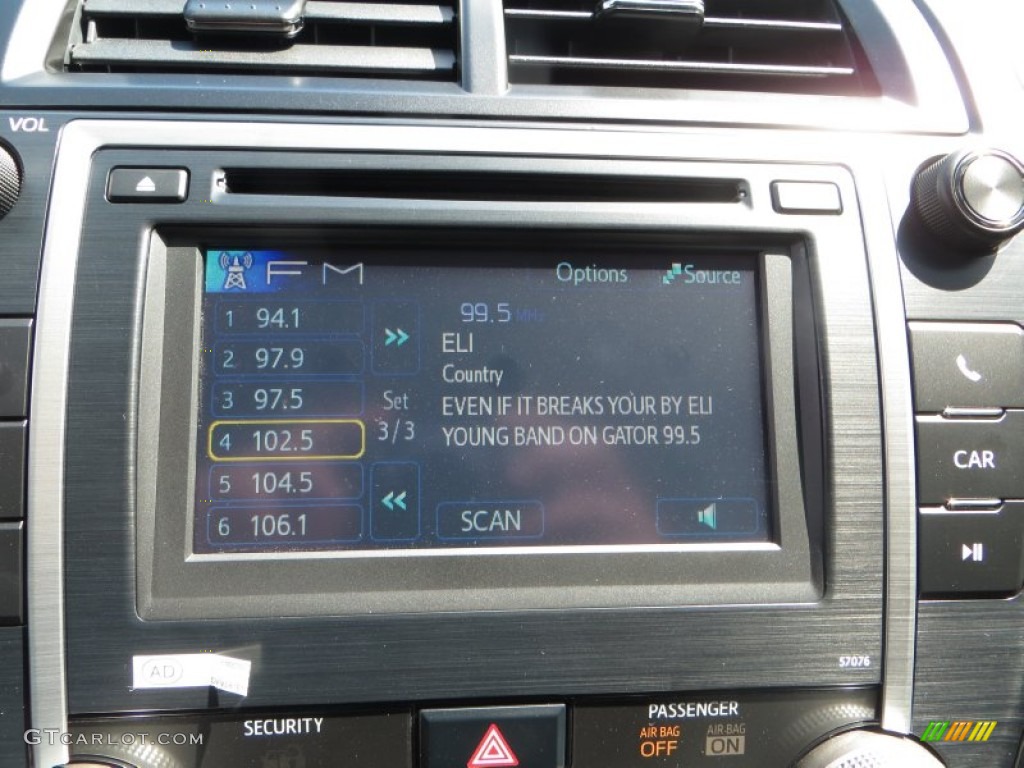 VOL
FM
Options
Source
1 94.1
2 97.9
3 97.5
4 102.5
5 104.5
6 106.1
Set
3/3
99.5 MHz
ELI
Country
EVEN IF IT BREAKS YOUR BY ELI
YOUNG BAND ON GATOR 99.5
SCAN
CAR
57076
AD
SECURITY
PASSENGER
AIR BAG
OFF
AIR BAG
ON
GTCARLOT.COM